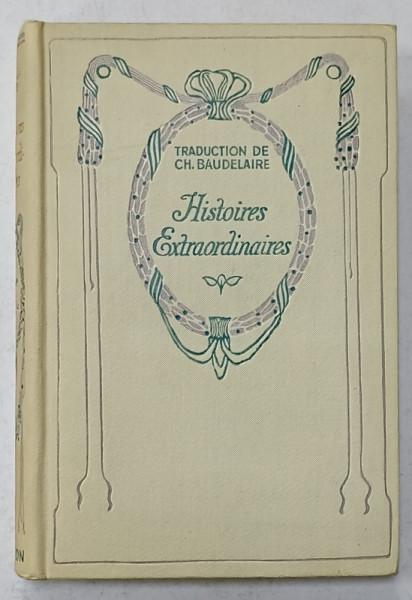 TRADUCTION DE
CH. BAUDELAIRE
Histoires
Extraordinaires